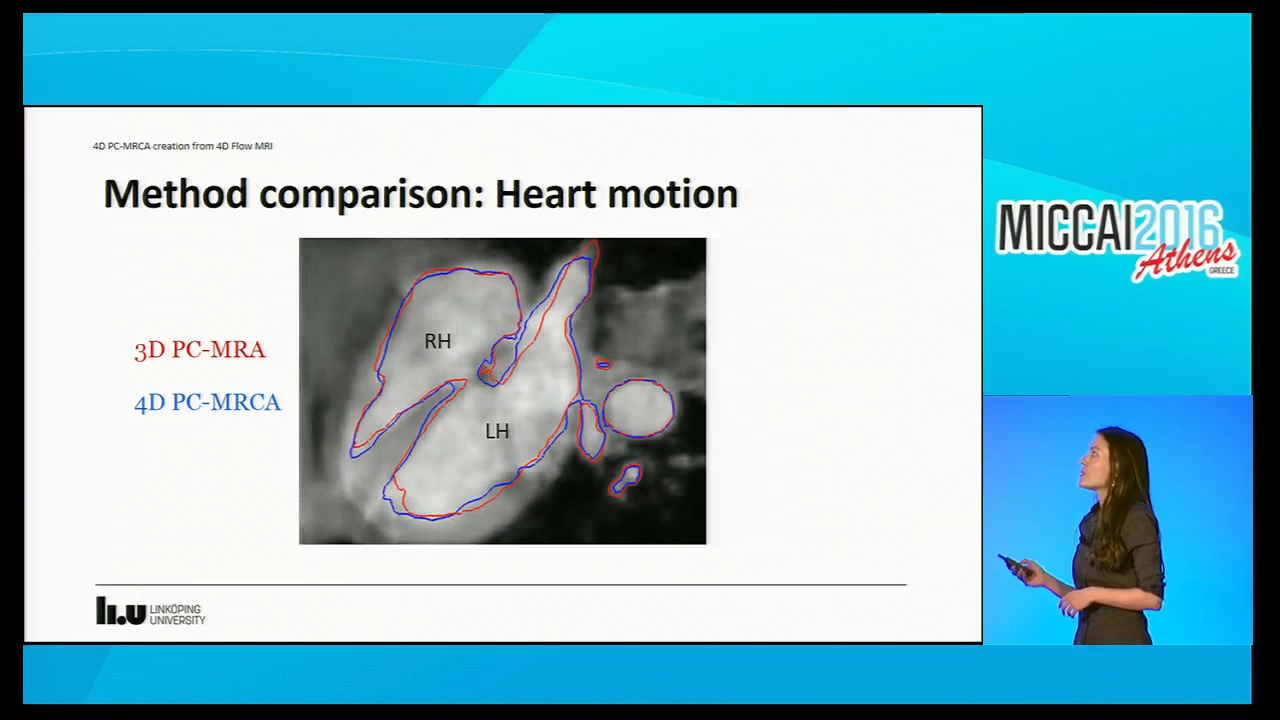 4D PC-MRCA creation from 4D Flow MRI
Method comparison: Heart motion
RH
3D PC-MRA
4D PC-MRCA
LH
LINKÖPING
UNIVERSITY
li.u
MICCAI2016
Athens
GREECE